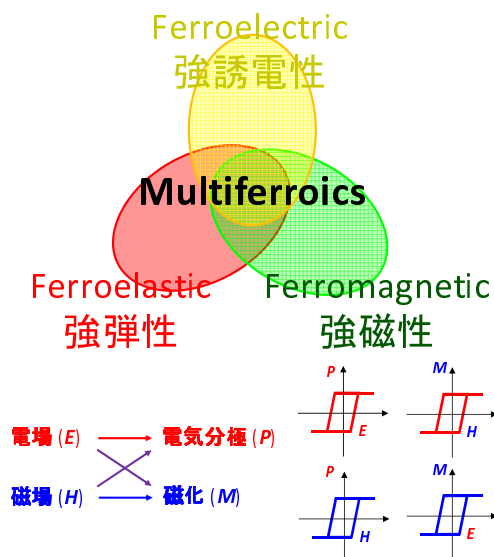 Ferroelectric
強誘電性
Multiferroics
Ferroelastic
強弾性
Ferromagnetic
強磁性
電場 (E)
電気分極 (P)
磁場 (H)
磁化 (M)
P
E
M
H
P
H
M
E